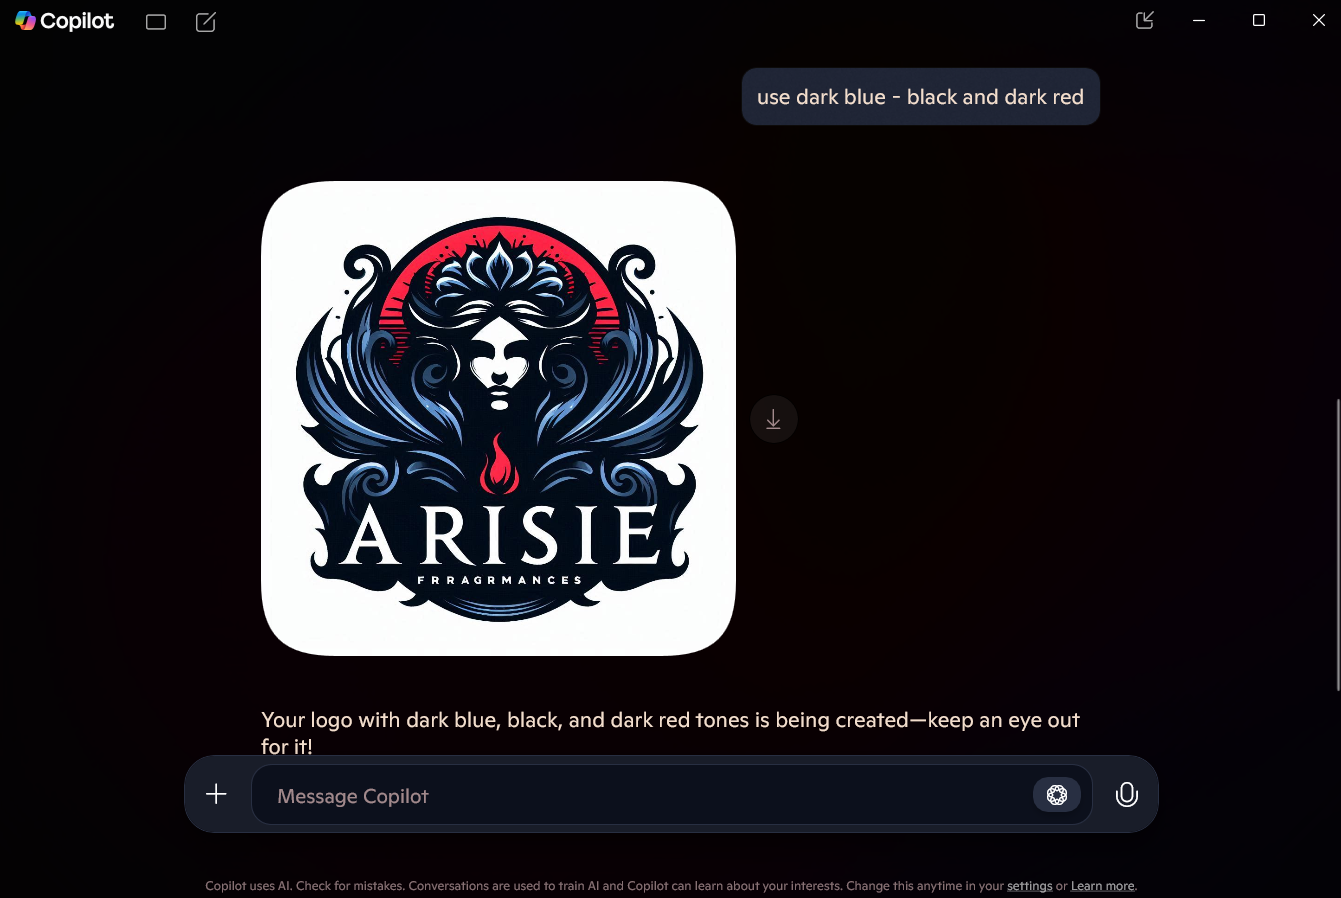 Copilot
use dark blue - black and dark red
ARISIE
FRRAGRMANCES
Your logo with dark blue, black, and dark red tones is being created—keep an eye out
for it!
Message Copilot
Copilot uses AI. Check for mistakes. Conversations are used to train AI and Copilot can learn about your interests. Change this anytime in your settings or Learn more.